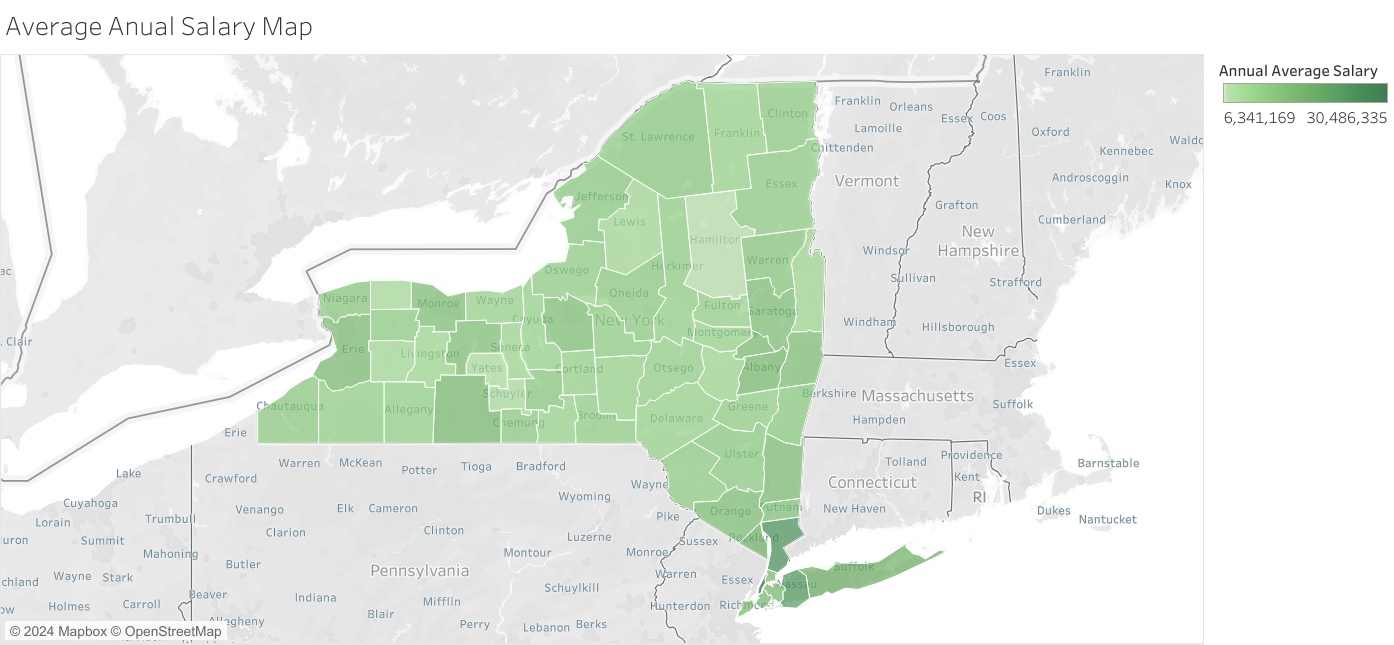 Average Anual Salary Map
Annual Average Salary
6,341,169 30,486,335
Franklin
Franklin Orleans
Essex Coos
Clinton
St. Lawrence Franklin
Lamoille
Oxford
Chittenden
Waldo
Kennebec
Essex
Vermont
Androscoggin
Knox
Jefferson
Grafton
Lewis
Cumberland
New
Hampshire
Hamilton
Windsor
Warren
Herkimer
Oswego
Sullivan
Strafford
Oneida
Niagara
Monroe
Wayne
Fulton
Saratoga
Cayuga
New York
Windham
Hillsborough
Montgomery
. Clair
Erie
Livingston
Seneca
Yates
Cortland
Otsego
Albany
Essex
Schuyler
Berkshire
Massachusetts
Chautauqua
Allegany
Greene
Suffolk
Broome
Delaware
Chemung
Hampden
Erie
Ulster
Lake
Warren
McKean
Potter
Tioga
Bradford
Tolland
Providence
Barnstable
Crawford
Wayne
Connecticut
Kent
RI
Cuyahoga
Wyoming
Venango
Elk
Cameron
Orange
Putnam
New Haven
Dukes
Nantucket
Lorain
Trumbull
Pike
Clarion
Clinton
Luzerne
Sussex
Rockland
uron
Summit
Mahoning
Montour
Monroe
Butler
Suffolk
Pennsylvania
Warren
Essex
Nassau
chland
Wayne
Stark
Schuylkill
Beaver
Indiana
Mifflin
Holmes
Carroll
Hunterdon
Richmond
Blair
Allegheny
Perry
Lebanon
Berks
© 2024 Mapbox © OpenStreetMap